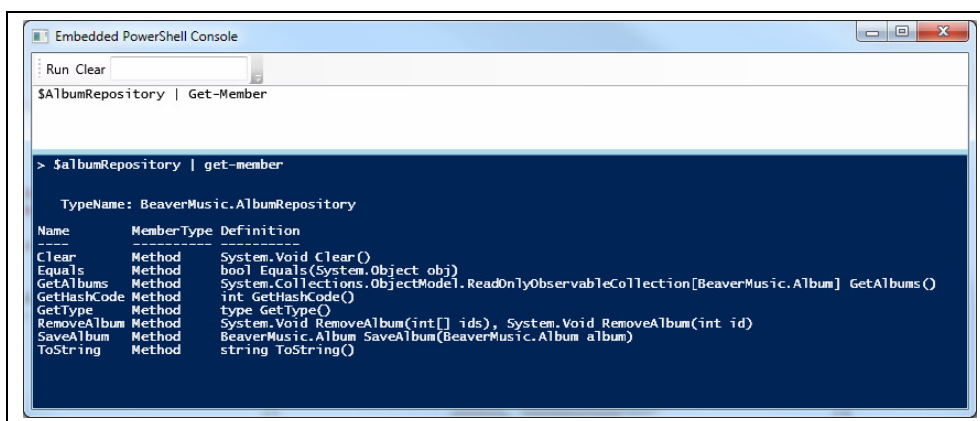 Embedded PowerShell Console
Run Clear
$AlbumRepository | Get-Member
> $albumRepository | get-member
TypeName: BeaverMusic.AlbumRepository
Name MemberType Definition
---- ---------- ----------
Clear Method System.Void Clear()
Equals Method bool Equals(System.Object obj)
GetAlbums Method System.Collections.ObjectModel.ReadOnlyObservableCollection[BeaverMusic.Album] GetAlbums()
GetHashCode Method int GetHashCode()
GetType Method type GetType()
RemoveAlbum Method System.Void RemoveAlbum(int[] ids), System.Void RemoveAlbum(int id)
SaveAlbum Method BeaverMusic.Album SaveAlbum(BeaverMusic.Album album)
ToString Method string ToString()